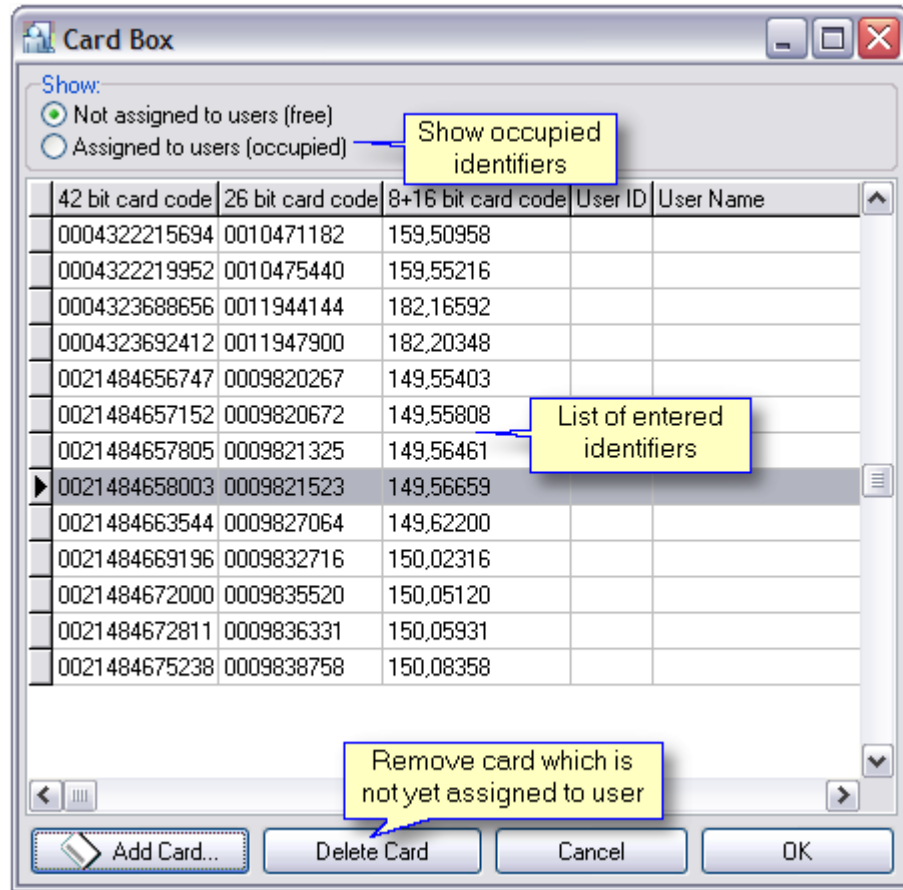 Card Box
Show:
Not assigned to users (free)
Assigned to users (occupied)
Show occupied
identifiers
42 bit card code 26 bit card code 8+16 bit card code User ID User Name
0004322215694 0010471182 159,50958
0004322219952 0010475440 159,55216
0004323688656 0011944144 182,16592
0004323692412 0011947900 182,20348
0021484656747 0009820267 149,55403
0021484657152 0009820672 149,55808
0021484657805 0009821325 149,56461
0021484658003 0009821523 149,56659
0021484663544 0009827064 149,62200
0021484669196 0009832716 150,02316
0021484672000 0009835520 150,05120
0021484672811 0009836331 150,05931
0021484675238 0009838758 150,08358
List of entered
identifiers
Remove card which is
not yet assigned to user
Add Card... Delete Card Cancel OK